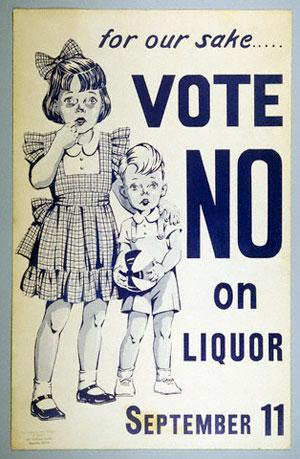 for our sake.....
VOTE
NO
on
LIQUOR
SEPTEMBER 11